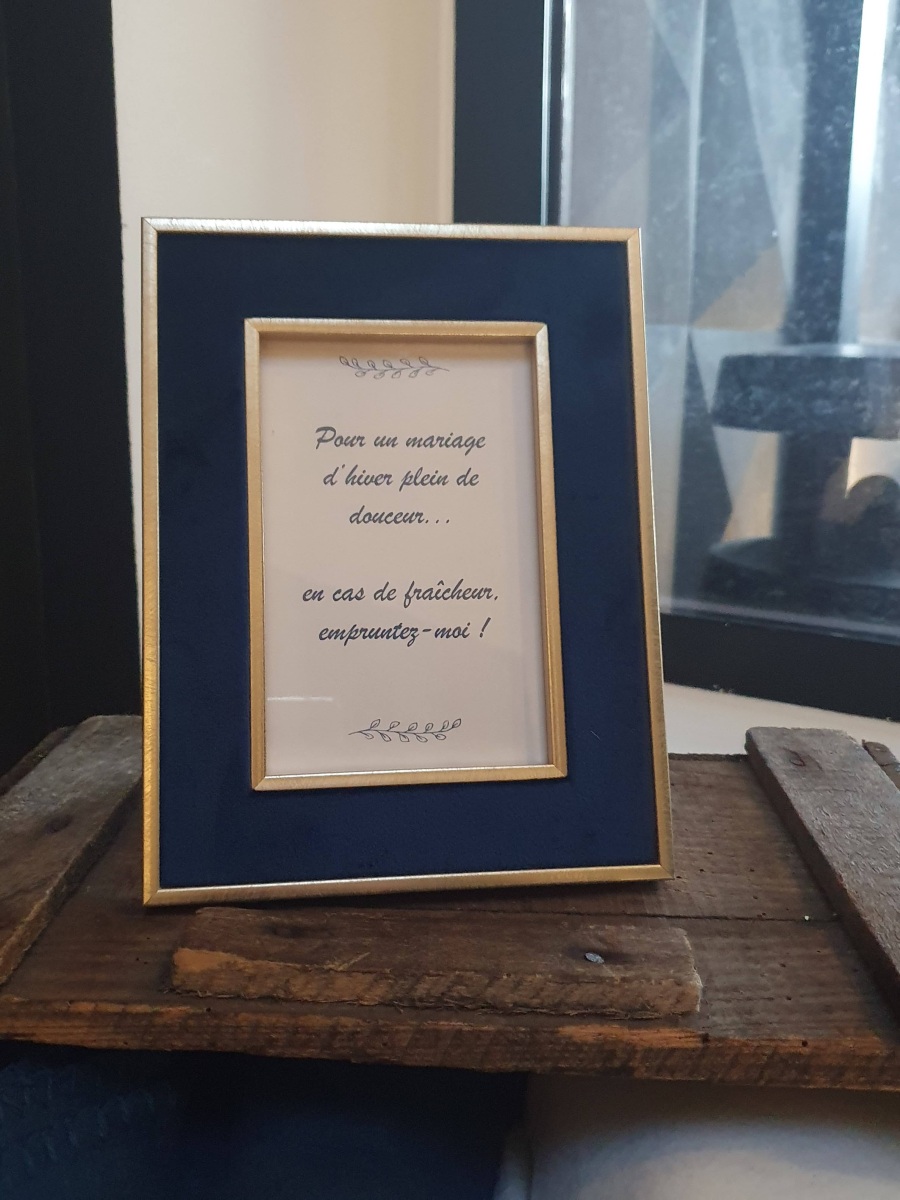 Pour un mariage
d'hiver plein de
douceur...
en cas de fraîcheur,
empruntez-moi !